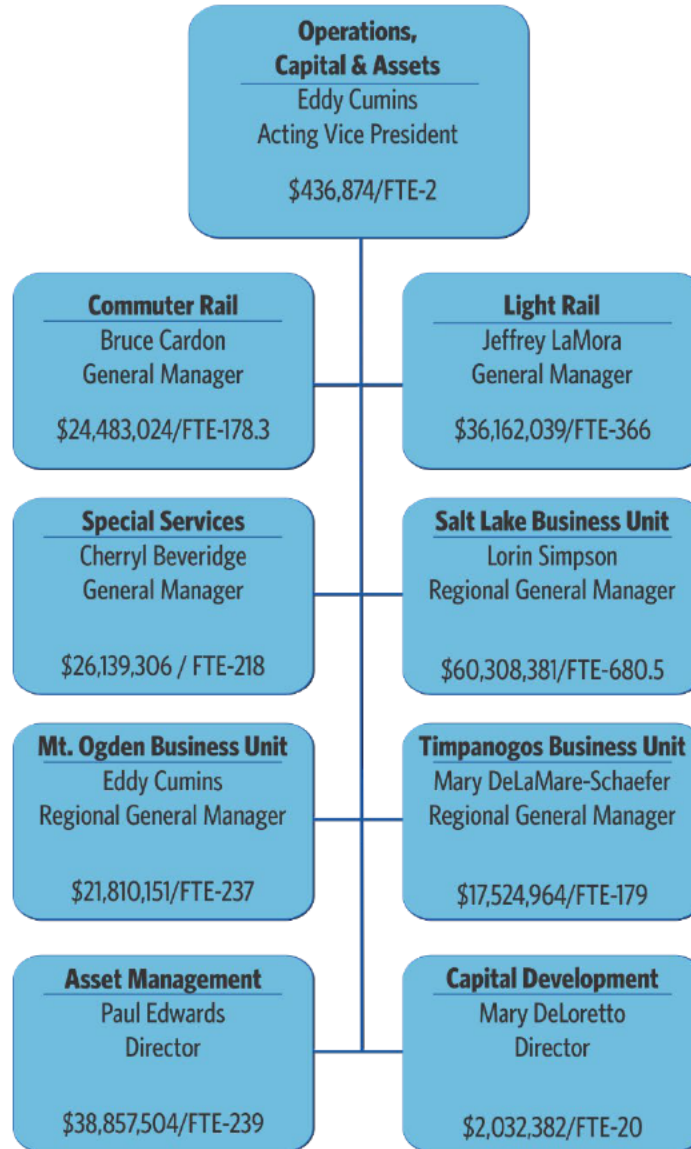 Operations,
Capital & Assets
Eddy Cumins
Acting Vice President
$436,874/FTE-2
Commuter Rail
Bruce Cardon
General Manager
$24,483,024/FTE-178.3
Light Rail
Jeffrey LaMora
General Manager
$36,162,039/FTE-366
Special Services
Cherryl Beveridge
General Manager
$26,139,306 / FTE-218
Salt Lake Business Unit
Lorin Simpson
Regional General Manager
$60,308,381/FTE-680.5
Mt. Ogden Business Unit
Eddy Cumins
Regional General Manager
$21,810,151/FTE-237
Timpanogos Business Unit
Mary DeLaMare-Schaefer
Regional General Manager
$17,524,964/FTE-179
Asset Management
Paul Edwards
Director
$38,857,504/FTE-239
Capital Development
Mary DeLoretto
Director
$2,032,382/FTE-20